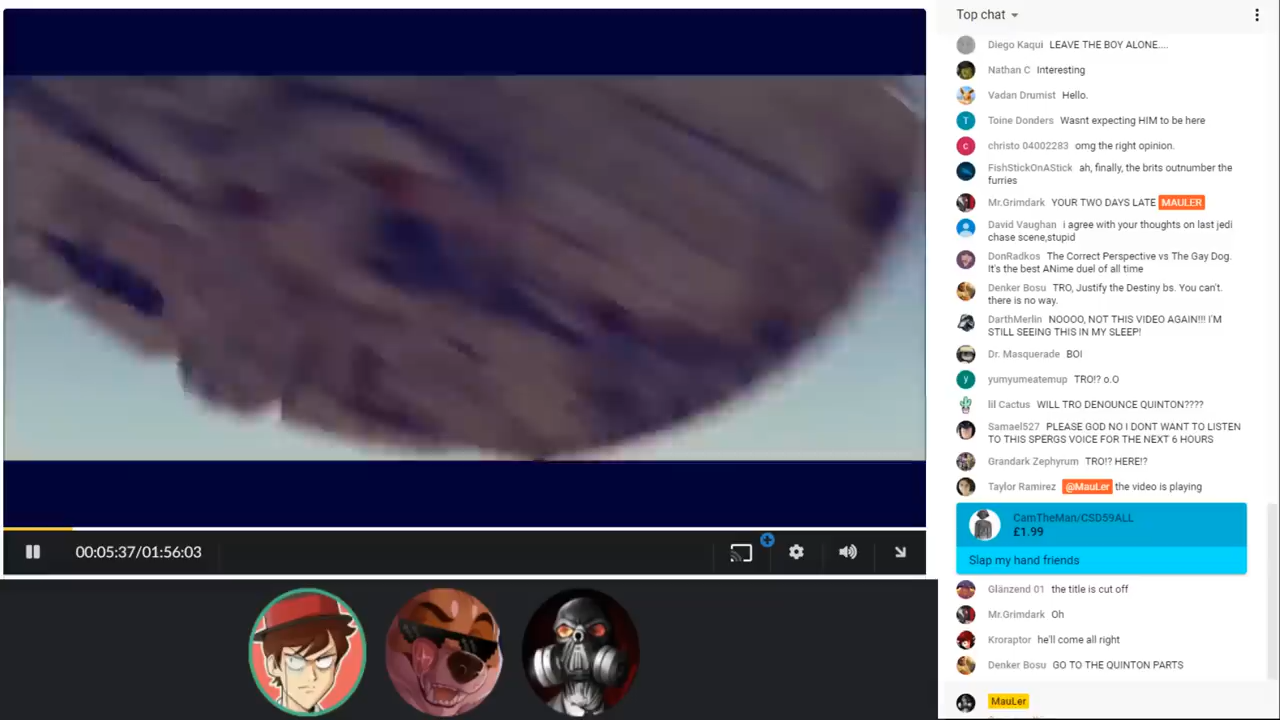 Top chat
Diego Kaqui LEAVE THE BOY ALONE....
Nathan C Interesting
Vadan Drumist Hello.
T Toine Donders Wasnt expecting HIM to be here
c christo 04002283 omg the right opinion.
FishStickOnAStick ah, finally, the brits outnumber the
furries
Mr.Grimdark YOUR TWO DAYS LATE MAULER
David Vaughan i agree with your thoughts on last jedi
chase scene,stupid
DonRadkos The Correct Perspective vs The Gay Dog.
It's the best ANime duel of all time
Denker Bosu TRO, Justify the Destiny bs. You can't.
there is no way.
DarthMerlin NOOOO, NOT THIS VIDEO AGAIN!!! I'M
STILL SEEING THIS IN MY SLEEP!
Dr. Masquerade BOI
y yumyumeatemup TRO!? o.O
lil Cactus WILL TRO DENOUNCE QUINTON????
Samael527 PLEASE GOD NO I DONT WANT TO LISTEN
TO THIS SPERGS VOICE FOR THE NEXT 6 HOURS
Grandark Zephyrum TRO!? HERE!?
Taylor Ramirez @MauLer the video is playing
CamTheMan/CSD59ALL
£1.99
Slap my hand friends
Glänzend 01 the title is cut off
Mr.Grimdark Oh
Kroraptor he'll come all right
Denker Bosu GO TO THE QUINTON PARTS
MauLer
00:05:37/01:56:03